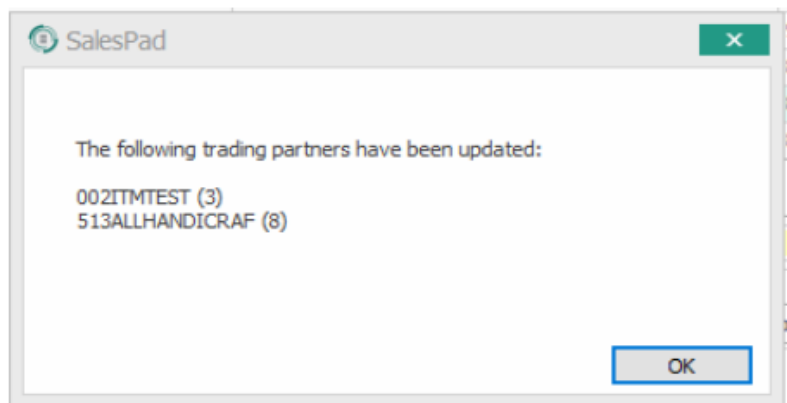 SalesPad
The following trading partners have been updated:
002ITMTEST (3)
513ALLHANDICRAF (8)
OK